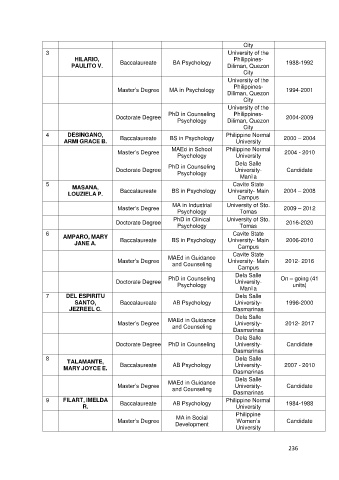 City
3 HILARIO, PAULITO V. Baccalaureate BA Psychology University of the Philippines- Diliman, Quezon City 1988-1992
Master's Degree MA in Psychology University of the Philippines- Diliman, Quezon City 1994-2001
Doctorate Degree PhD in Counseling Psychology University of the Philippines- Diliman, Quezon City 2004-2009
4 DESINGANO, ARMI GRACE B. Baccalaureate BS in Psychology Philippine Normal University 2000 – 2004
Master's Degree MAEd in School Psychology Philippine Normal University 2004 - 2010
Doctorate Degree PhD in Counseling Psychology Dela Salle University- Manila Candidate
5 MASANA, LOUZIELA P. Baccalaureate BS in Psychology Cavite State University- Main Campus 2004 – 2008
Master's Degree MA in Industrial Psychology University of Sto. Tomas 2009 – 2012
Doctorate Degree PhD in Clinical Psychology University of Sto. Tomas 2016-2020
6 AMPARO, MARY JANE A. Baccalaureate BS in Psychology Cavite State University- Main Campus 2006-2010
Master's Degree MAEd in Guidance and Counseling Cavite State University- Main Campus 2012- 2016
Doctorate Degree PhD in Counseling Psychology Dela Salle University- Manila On – going (41 units)
7 DEL ESPIRITU SANTO, JEZREEL C. Baccalaureate AB Psychology Dela Salle University- Dasmarinas 1996-2000
Master's Degree MAEd in Guidance and Counseling Dela Salle University- Dasmarinas 2012- 2017
Doctorate Degree PhD in Counseling Dela Salle University- Dasmarinas Candidate
8 TALAMANTE, MARY JOYCE E. Baccalaureate AB Psychology Dela Salle University- Dasmarinas 2007 - 2010
Master's Degree MAEd in Guidance and Counseling Dela Salle University- Dasmarinas Candidate
9 FILART, IMELDA R. Baccalaureate AB Psychology Philippine Normal University 1984-1988
Master's Degree MA in Social Development Philippine Women's University Candidate
236